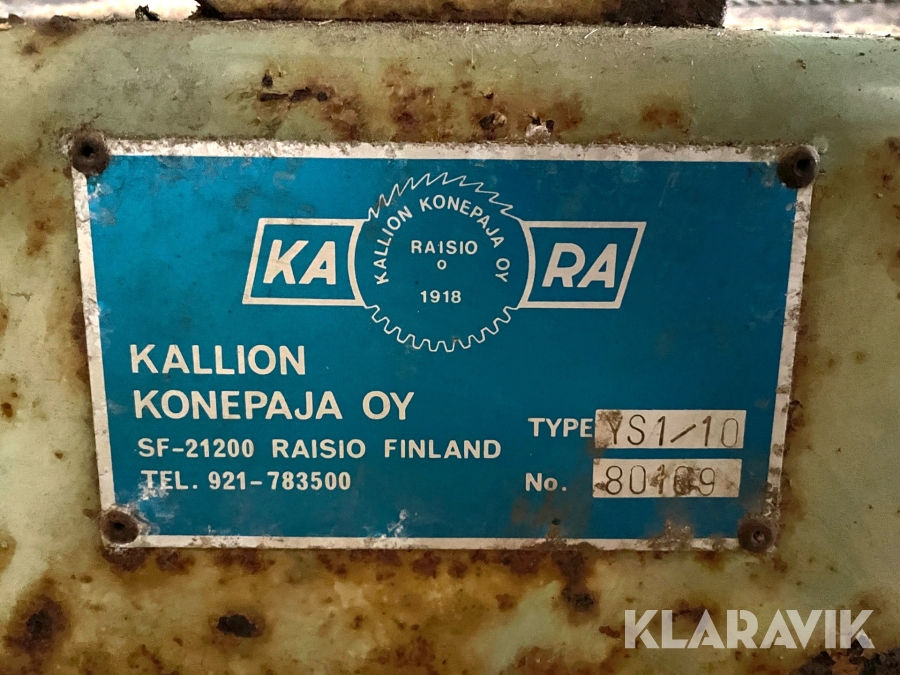 KA
KALLION KONEPAJA OY
RAISIO
1918
RA
KALLION
KONEPAJA OY
SF-21200 RAISIO FINLAND
TEL. 921-783500
TYPE YS1/10
No.
KLARAVIK